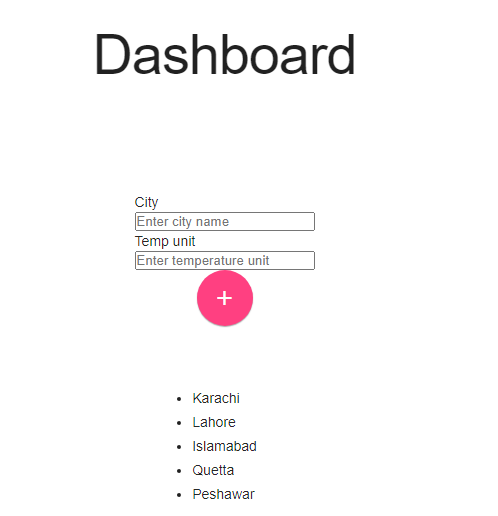 Dashboard
City
Enter city name
Temp unit
Enter temperature unit
+
Karachi
Lahore
Islamabad
Quetta
Peshawar